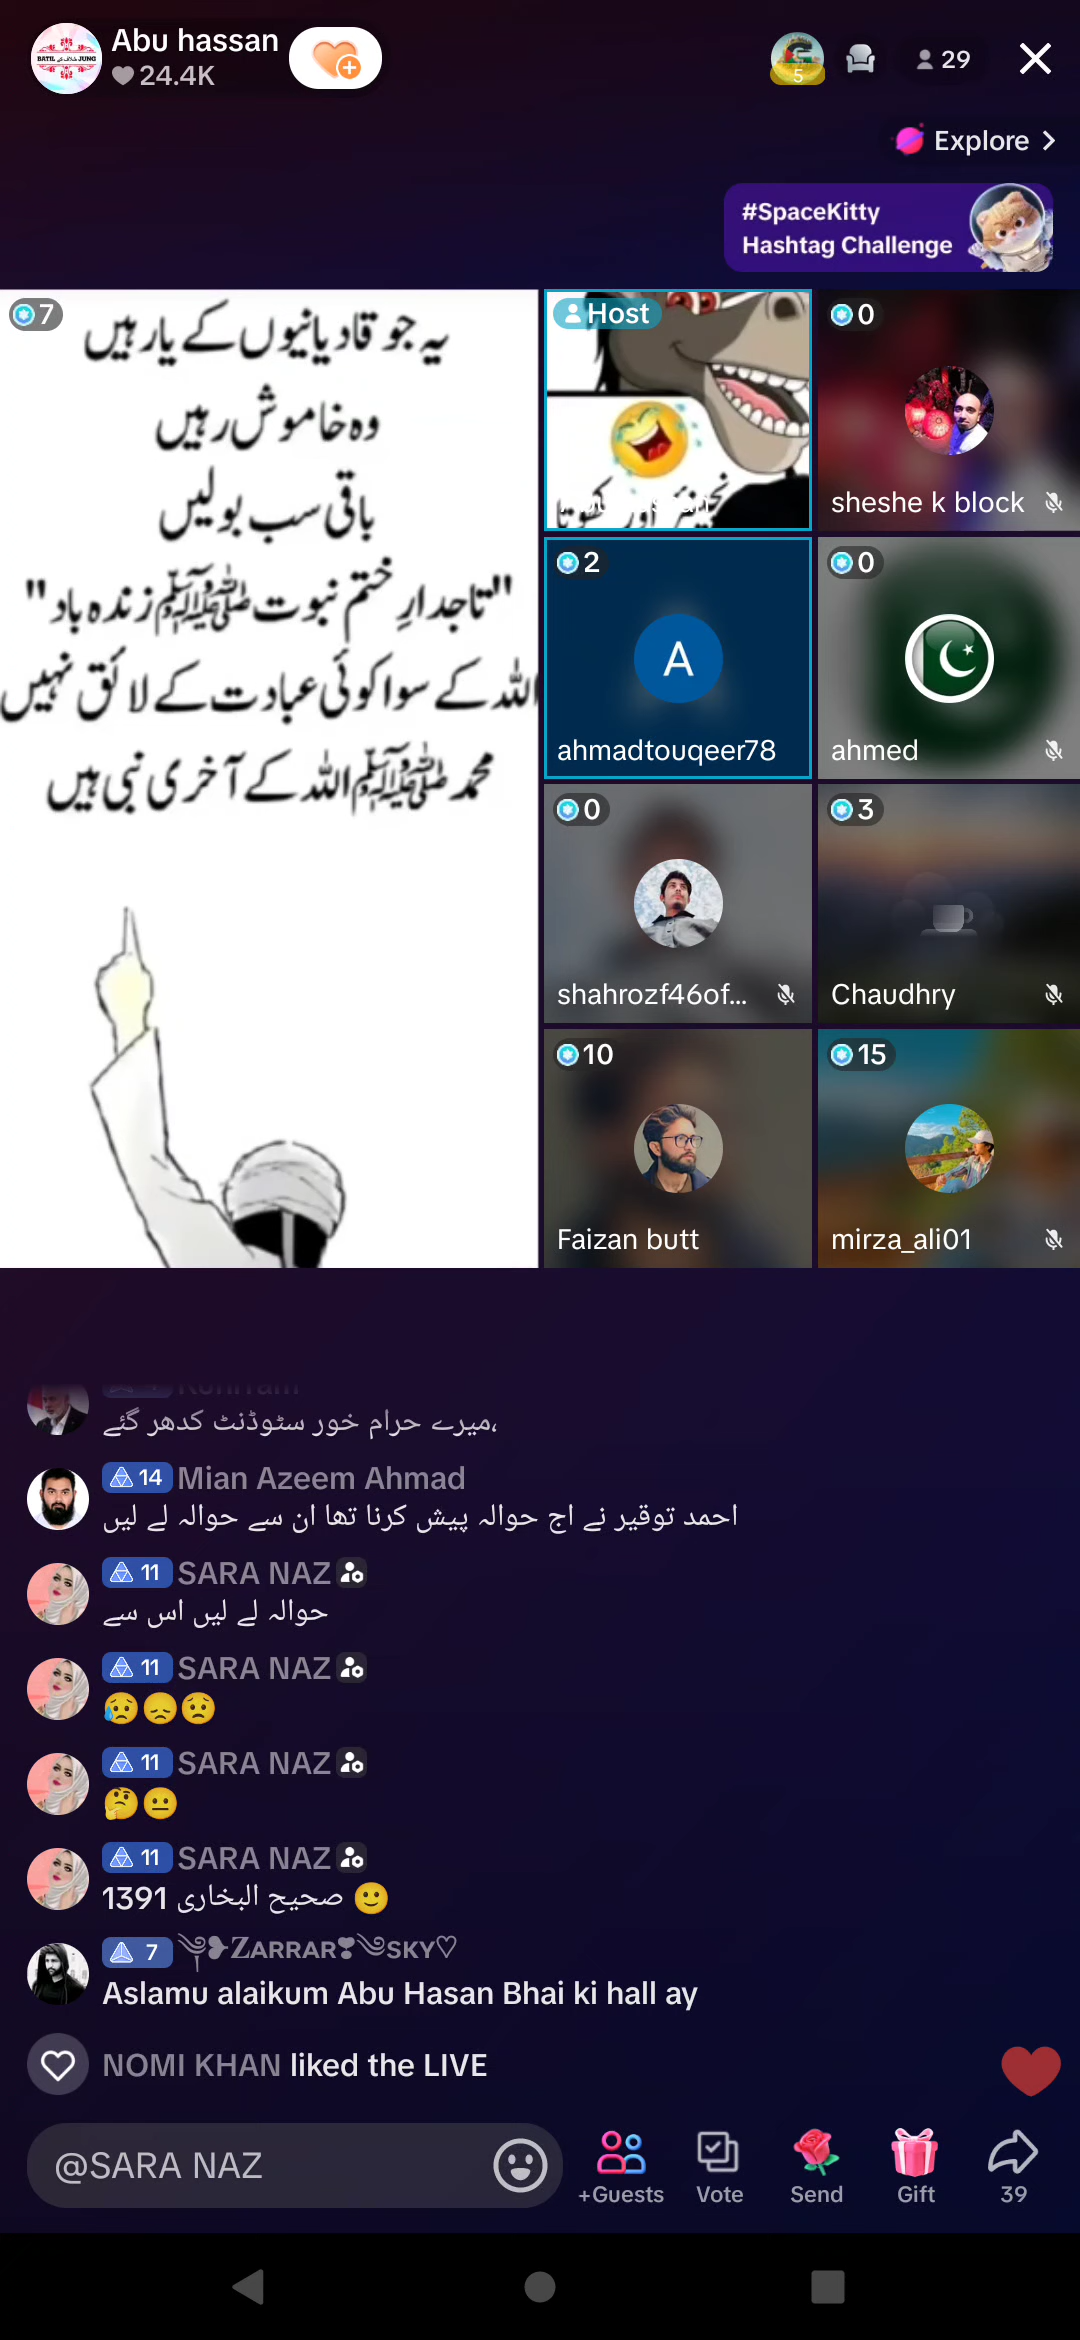 Abu hassan
24.4K
5
29
Explore
#SpaceKitty
Hashtag Challenge
7
یہ جو قادیانیوں کے یار ہیں
وہ خاموش رہیں
باقی سب بولیں
"تاجدارِ ختم نبوت ﷺ زندہ باد"
اللہ کے سوا کوئی عبادت کے لائق نہیں
محمد ﷺ اللہ کے آخری نبی ہیں
Host
0
sheshe k block
2
A
ahmadtouqeer78
0
ahmed
0
shahrozf46of...
3
Chaudhry
10
Faizan butt
15
mirza_ali01
میرے حرام خور سٹوڈنٹ کدھر گئے،
14 Mian Azeem Ahmad
احمد توقیر نے اج حوالہ پیش کرنا تھا ان سے حوالہ لے لیں
11 SARA NAZ
حوالہ لے لیں اس سے
11 SARA NAZ
😥😞😟
11 SARA NAZ
🤔😐
11 SARA NAZ
1391 صحیح البخاری 🙂
7 ༆❥ZARRAR❣༆SKY♡
Aslamu alaikum Abu Hasan Bhai ki hall ay
NOMI KHAN liked the LIVE
@SARA NAZ
+Guests
Vote
Send
Gift
39